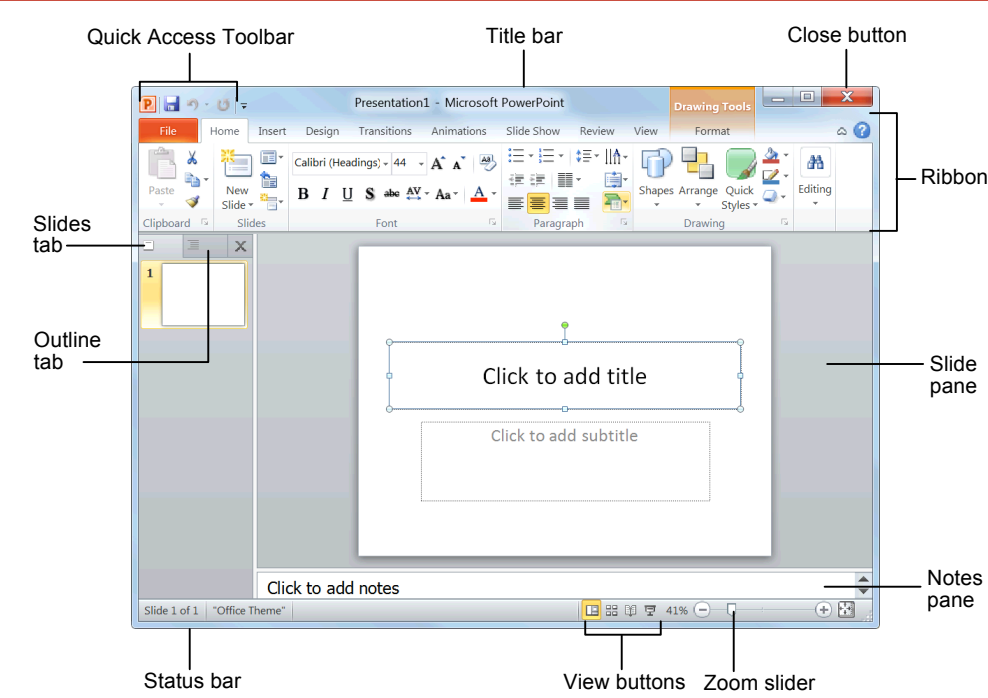 Quick Access Toolbar
Title bar
Close button
Presentation1 - Microsoft PowerPoint
Drawing Tools
File Home Insert Design Transitions Animations Slide Show Review View Format
Calibri (Headings) 44 A A Aa
B I U S abc AV Aa A
Paste
New
Slide
Shapes Arrange Quick
Styles
Editing
Clipboard Slides Font Paragraph Drawing
Ribbon
Slides
tab
1
Outline
tab
Click to add title
Click to add subtitle
Slide
pane
Click to add notes
Notes
pane
Slide 1 of 1 "Office Theme" 41%
Status bar
View buttons
Zoom slider